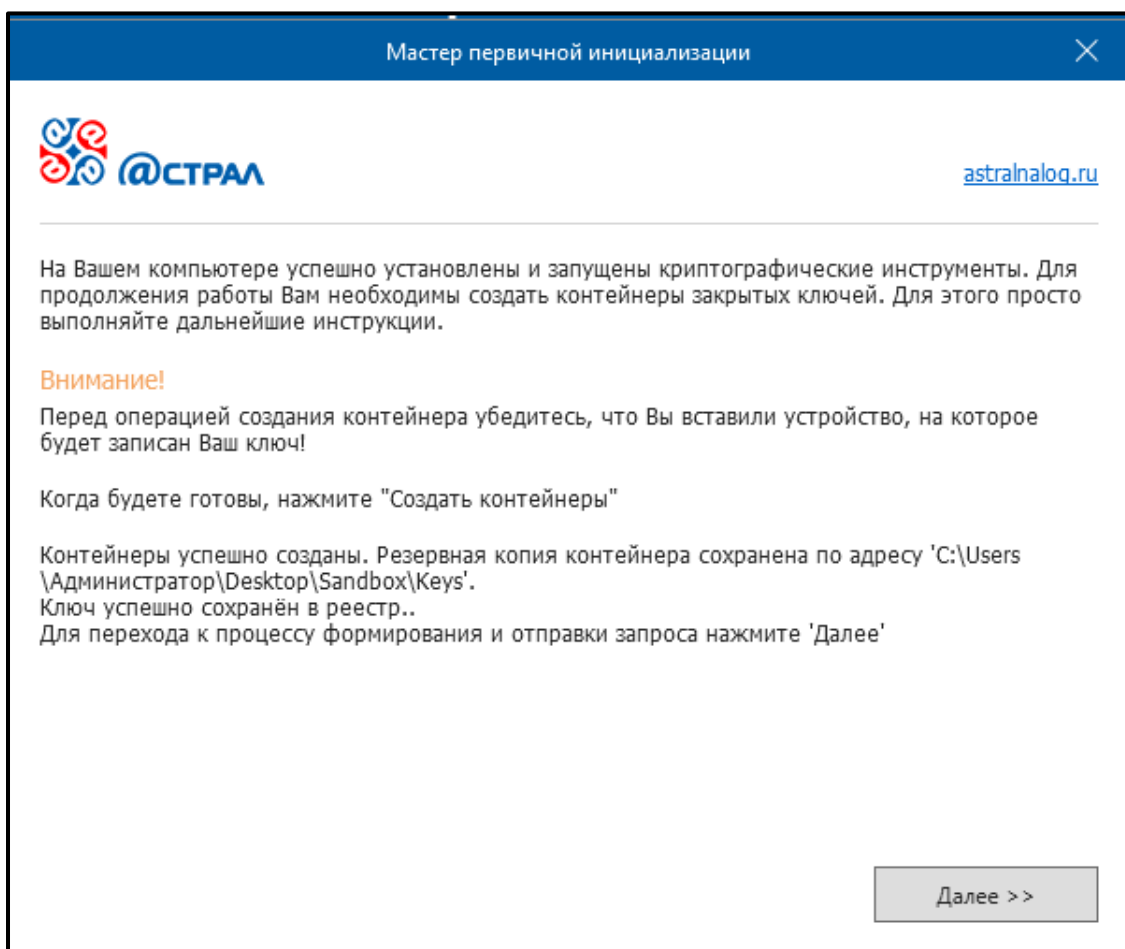 Мастер первичной инициализации
@СТРАЛ
astralnalog.ru
На Вашем компьютере успешно установлены и запущены криптографические инструменты. Для
продолжения работы Вам необходимы создать контейнеры закрытых ключей. Для этого просто
выполняйте дальнейшие инструкции.
Внимание!
Перед операцией создания контейнера убедитесь, что Вы вставили устройство, на которое
будет записан Ваш ключ!
Когда будете готовы, нажмите "Создать контейнеры"
Контейнеры успешно созданы. Резервная копия контейнера сохранена по адресу 'C:\Users
\Администратор\Desktop\Sandbox\Keys'.
Ключ успешно сохранён в реестр..
Для перехода к процессу формирования и отправки запроса нажмите 'Далее'
Далее >>